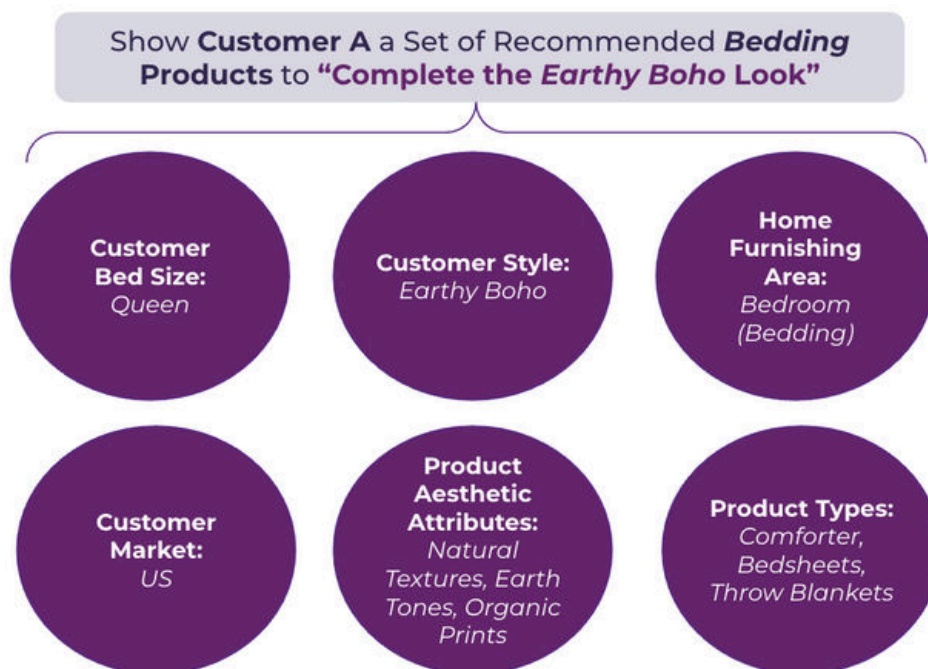 Show Customer A a Set of Recommended Bedding
Products to “Complete the Earthy Boho Look”
Customer
Bed Size:
Queen
Customer Style:
Earthy Boho
Home
Furnishing
Area:
Bedroom
(Bedding)
Customer
Market:
US
Product
Aesthetic
Attributes:
Natural
Textures, Earth
Tones, Organic
Prints
Product Types:
Comforter,
Bedsheets,
Throw Blankets